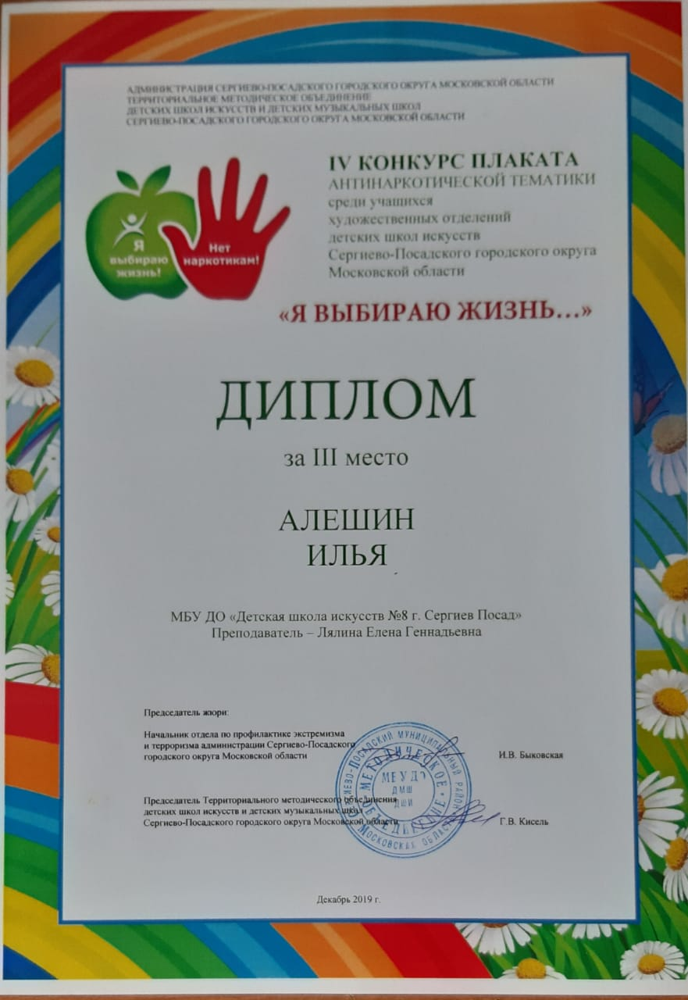 АДМИНИСТРАЦИЯ СЕРГИЕВО-ПОСАДСКОГО ГОРОДСКОГО ОКРУГА МОСКОВСКОЙ ОБЛАСТИ
ТЕРРИТОРИАЛЬНОЕ МЕТОДИЧЕСКОЕ ОБЪЕДИНЕНИЕ
ДЕТСКИХ ШКОЛ ИСКУССТВ И ДЕТСКИХ МУЗЫКАЛЬНЫХ ШКОЛ
СЕРГИЕВО-ПОСАДСКОГО ГОРОДСКОГО ОКРУГА МОСКОВСКОЙ ОБЛАСТИ
IV КОНКУРС ПЛАКАТА
АНТИНАРКОТИЧЕСКОЙ ТЕМАТИКИ
среди учащихся
художественных отделений
детских школ искусств
Сергиево-Посадского городского округа
Московской области
Я
выбираю
жизнь!
Нет
наркотикам!
«Я ВЫБИРАЮ ЖИЗНЬ...»
ДИПЛОМ
за III место
АЛЕШИН
ИЛЬЯ
МБУ ДО «Детская школа искусств №8 г. Сергиев Посад»
Преподаватель – Лялина Елена Геннадьевна
Председатель жюри:
Начальник отдела по профилактике экстремизма
и терроризма администрации Сергиево-Посадского
городского округа Московской области
И.В. Быковская
Председатель Территориального методического объединения
детских школ искусств и детских музыкальных школ
Сергиево-Посадского городского округа Московской области
Г.В. Кисель
СЕРГИЕВО-ПОСАДСКИЙ МУНИЦИПАЛЬНЫЙ РАЙОН
МОСКОВСКАЯ ОБЛАСТЬ
МЕТОДИЧЕСКОЕ
ОБЪЕДИНЕНИЕ
МБУ ДО
ДМШ
ДШИ
Декабрь 2019 г.